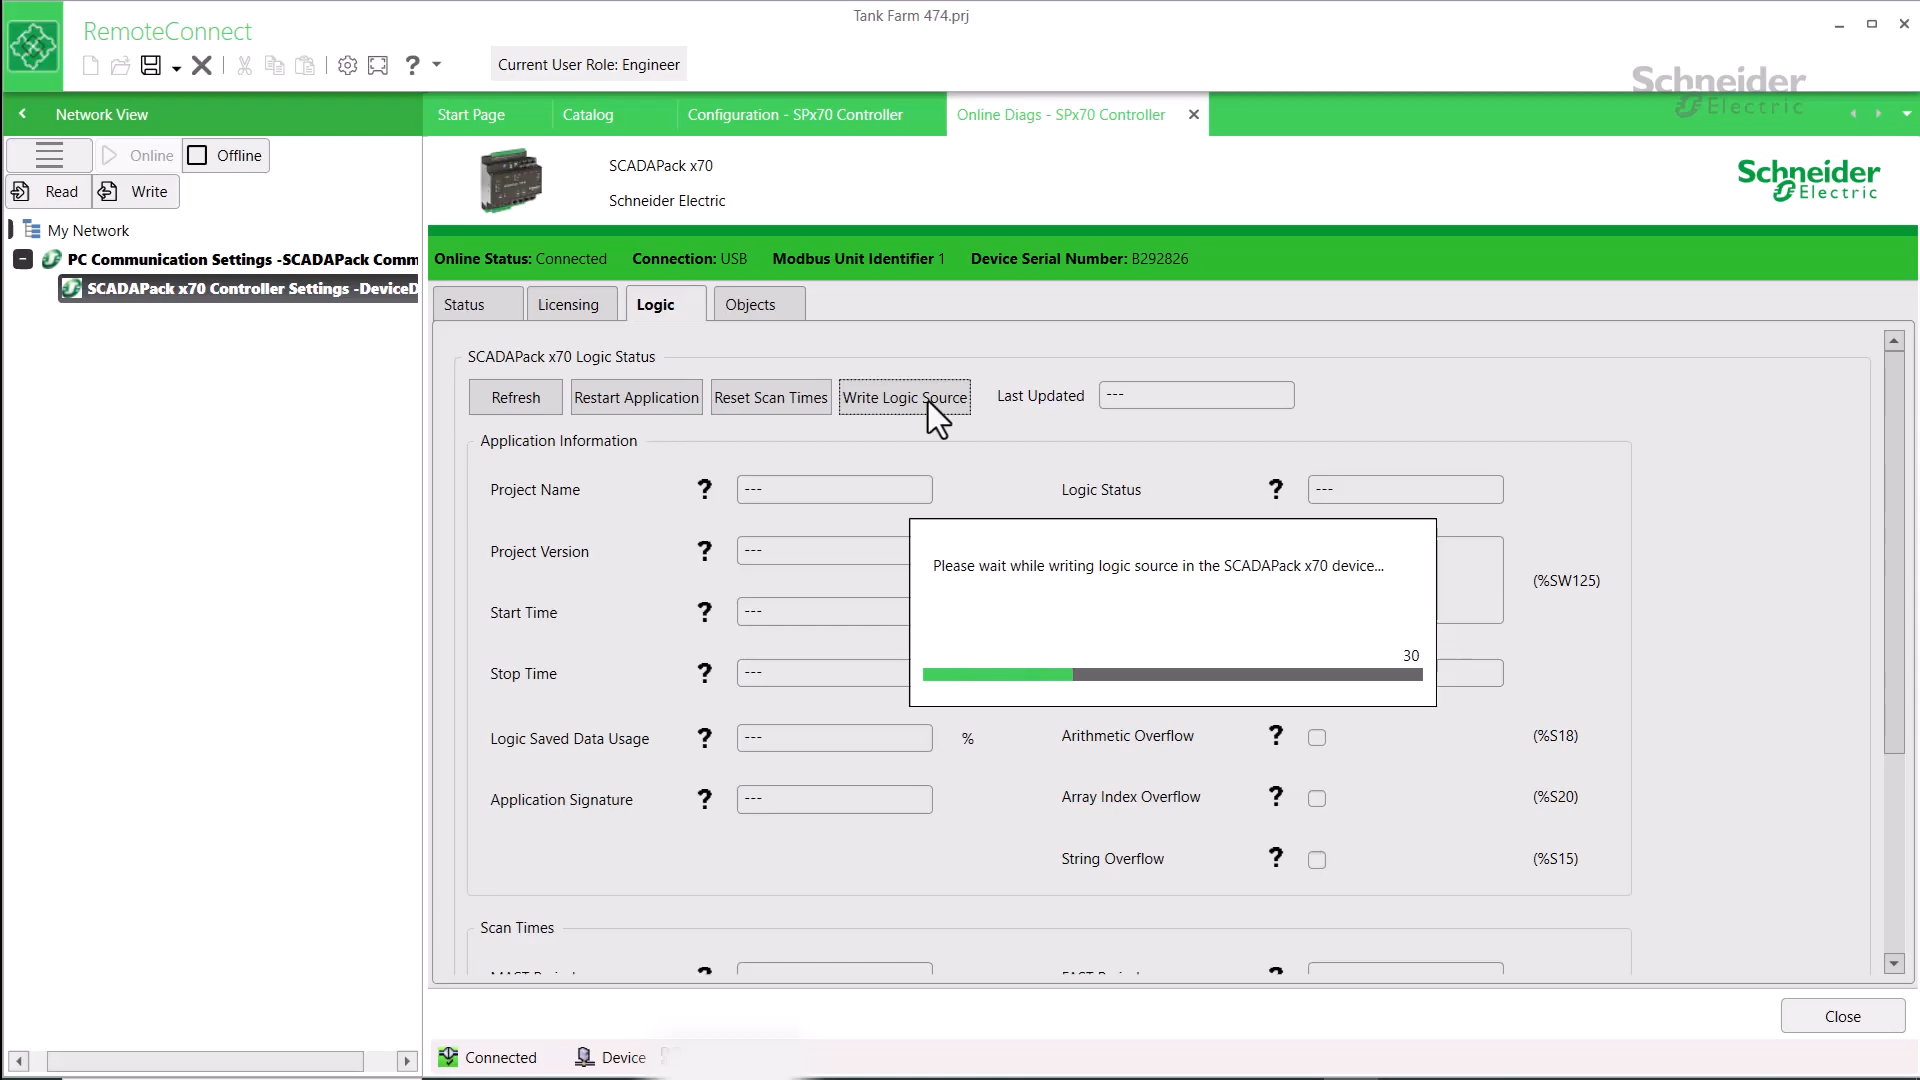 Tank Farm 474.prj
RemoteConnect
Current User Role: Engineer
Schneider Electric
Network View
Start Page
Catalog
Configuration - SPx70 Controller
Online Diags - SPx70 Controller
Online
Offline
Read
Write
My Network
PC Communication Settings -SCADAPack Comm
SCADAPack x70 Controller Settings -DeviceD
SCADAPack x70
Schneider Electric
Schneider Electric
Online Status: Connected
Connection: USB
Modbus Unit Identifier 1
Device Serial Number: B292826
Status
Licensing
Logic
Objects
SCADAPack x70 Logic Status
Refresh
Restart Application
Reset Scan Times
Write Logic Source
Last Updated
---
Application Information
Project Name ? ---
Logic Status ? ---
Project Version ? ---
(%SW125)
Start Time ? ---
Stop Time ? ---
Please wait while writing logic source in the SCADAPack x70 device...
30
Logic Saved Data Usage ? --- %
Arithmetic Overflow ? (%S18)
Application Signature ? ---
Array Index Overflow ? (%S20)
String Overflow ? (%S15)
Scan Times
Close
Connected
Device